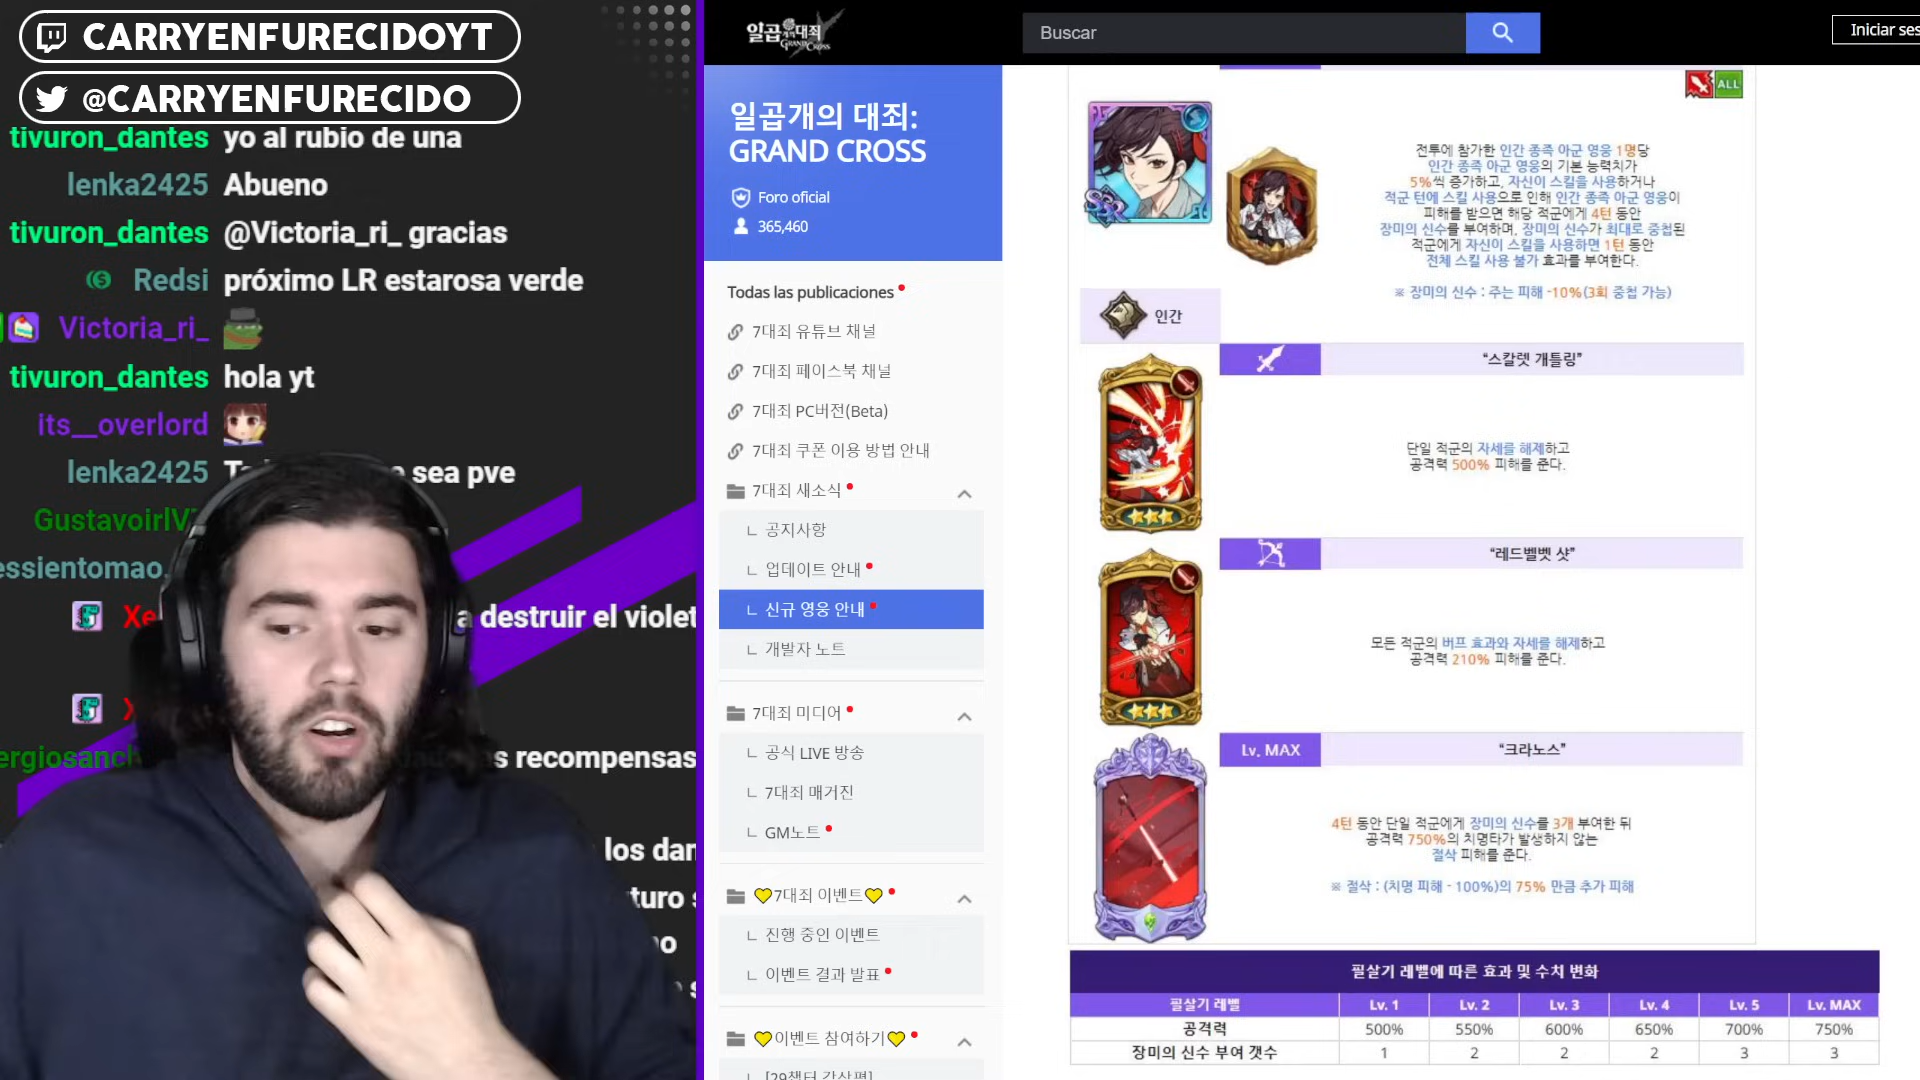 CARRYENFURECIDOYT
@CARRYENFURECIDO
tivuron_dantes yo al rubio de una
lenka2425 Abueno
tivuron_dantes @Victoria_ri_ gracias
Redsi próximo LR estarosa verde
Victoria_ri_
tivuron_dantes hola yt
its__overlord
lenka2425 sea pve
a destruir el violet
recompensas
los dan
일곱개의 대죄
GRAND CROSS
Buscar
Iniciar ses
일곱개의 대죄:
GRAND CROSS
Foro oficial
365,460
Todas las publicaciones
7대죄 유튜브 채널
7대죄 페이스북 채널
7대죄 PC버전(Beta)
7대죄 쿠폰 이용 방법 안내
7대죄 새소식
ㄴ 공지사항
ㄴ 업데이트 안내
ㄴ 신규 영웅 안내
ㄴ 개발자 노트
7대죄 미디어
ㄴ 공식 LIVE 방송
ㄴ 7대죄 매거진
ㄴ GM노트
💛7대죄 이벤트💛
ㄴ 진행 중인 이벤트
ㄴ 이벤트 결과 발표
💛이벤트 참여하기💛
ㄴ [29챕터 감상평]
ALL
SSR
전투에 참가한 인간 종족 아군 영웅 1명당
인간 종족 아군 영웅의 기본 능력치가
5%씩 증가하고, 자신이 스킬을 사용하거나
적군 턴에 스킬 사용으로 인해 인간 종족 아군 영웅이
피해를 받으면 해당 적군에게 4턴 동안
장미의 신수를 부여하며, 장미의 신수가 최대로 중첩된
적군에게 자신이 스킬을 사용하면 1턴 동안
전체 스킬 사용 불가 효과를 부여한다.
※ 장미의 신수 : 주는 피해 -10%(3회 중첩 가능)
인간
“스칼렛 개틀링”
단일 적군의 자세를 해제하고
공격력 500% 피해를 준다.
“레드벨벳 샷”
모든 적군의 버프 효과와 자세를 해제하고
공격력 210% 피해를 준다.
Lv. MAX “크라노스”
4턴 동안 단일 적군에게 장미의 신수를 3개 부여한 뒤
공격력 750%의 치명타가 발생하지 않는
절삭 피해를 준다.
※ 절삭 : (치명 피해 - 100%)의 75% 만큼 추가 피해
필살기 레벨에 따른 효과 및 수치 변화
필살기 레벨 Lv. 1 Lv. 2 Lv. 3 Lv. 4 Lv. 5 Lv. MAX
공격력 500% 550% 600% 650% 700% 750%
장미의 신수 부여 갯수 1 2 2 2 3 3